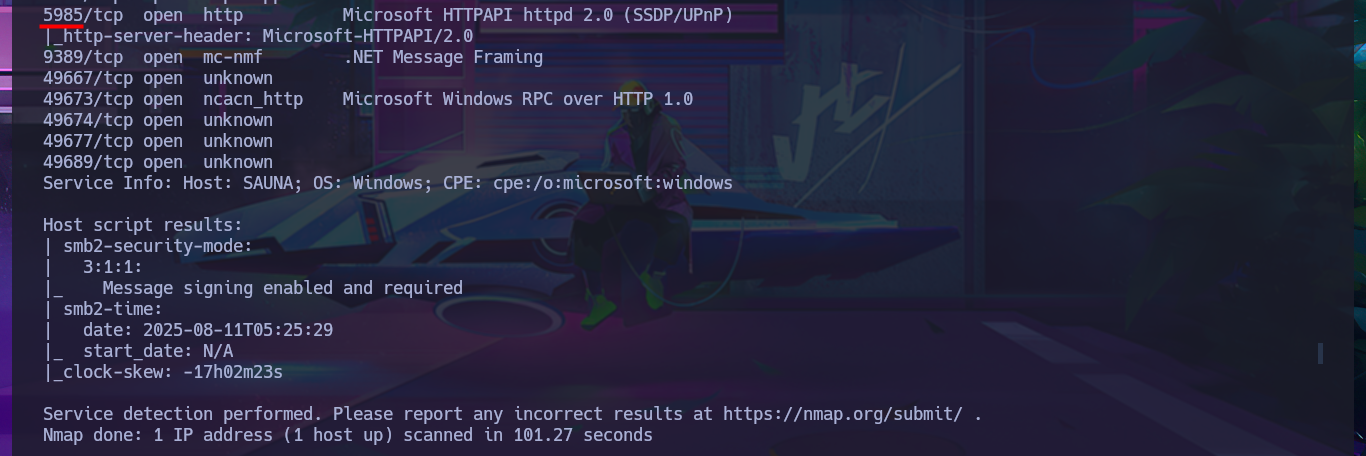 5985/tcp  open  http          Microsoft HTTPAPI httpd 2.0 (SSDP/UPnP)
|_http-server-header: Microsoft-HTTPAPI/2.0
9389/tcp  open  mc-nmf        .NET Message Framing
49667/tcp open  unknown
49673/tcp open  ncacn_http    Microsoft Windows RPC over HTTP 1.0
49674/tcp open  unknown
49677/tcp open  unknown
49689/tcp open  unknown
Service Info: Host: SAUNA; OS: Windows; CPE: cpe:/o:microsoft:windows

Host script results:
| smb2-security-mode:
|   3:1:1:
|_    Message signing enabled and required
| smb2-time:
|   date: 2025-08-11T05:25:29
|_  start_date: N/A
|_clock-skew: -17h02m23s

Service detection performed. Please report any incorrect results at https://nmap.org/submit/ .
Nmap done: 1 IP address (1 host up) scanned in 101.27 seconds